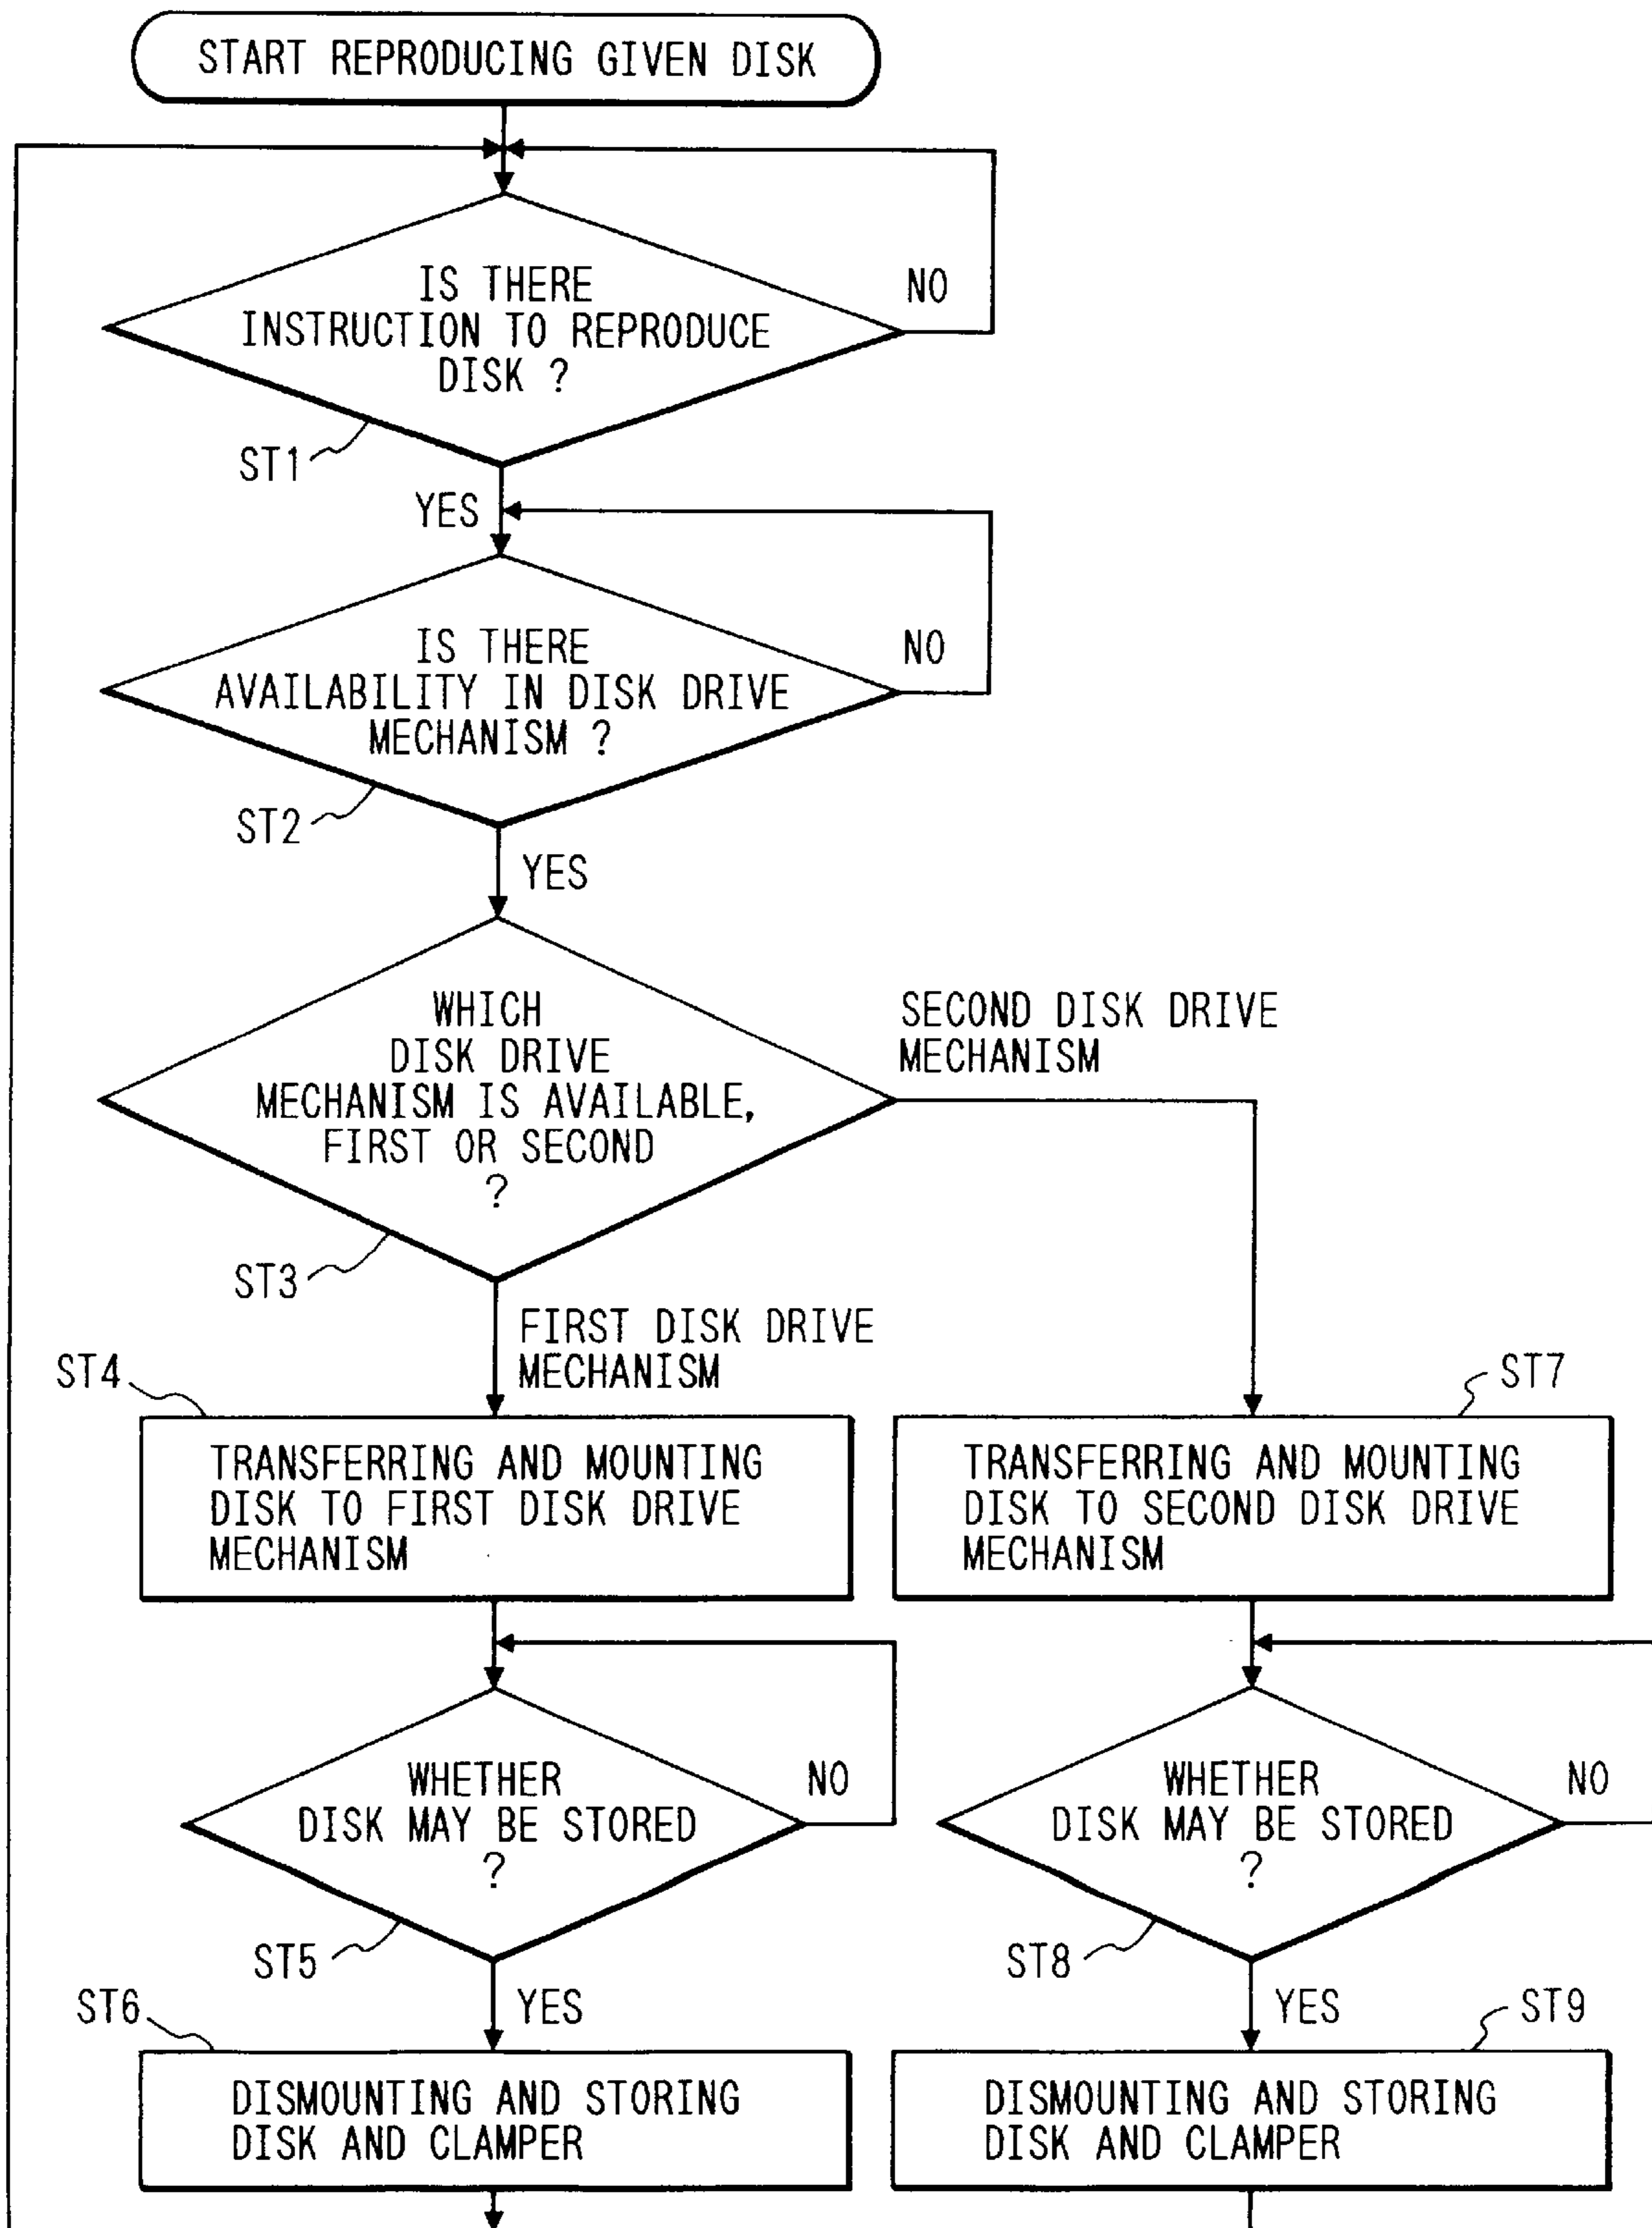 START REPRODUCING GIVEN DISK
IS THERE
INSTRUCTION TO REPRODUCE
DISK ?
NO
ST1
YES
IS THERE
AVAILABILITY IN DISK DRIVE
MECHANISM ?
NO
ST2
YES
WHICH
DISK DRIVE
MECHANISM IS AVAILABLE,
FIRST OR SECOND
?
SECOND DISK DRIVE
MECHANISM
ST3
FIRST DISK DRIVE
MECHANISM
ST4
TRANSFERRING AND MOUNTING
DISK TO FIRST DISK DRIVE
MECHANISM
ST7
TRANSFERRING AND MOUNTING
DISK TO SECOND DISK DRIVE
MECHANISM
WHETHER
DISK MAY BE STORED
?
NO
ST5
YES
WHETHER
DISK MAY BE STORED
?
NO
ST8
YES
ST6
DISMOUNTING AND STORING
DISK AND CLAMPER
ST9
DISMOUNTING AND STORING
DISK AND CLAMPER